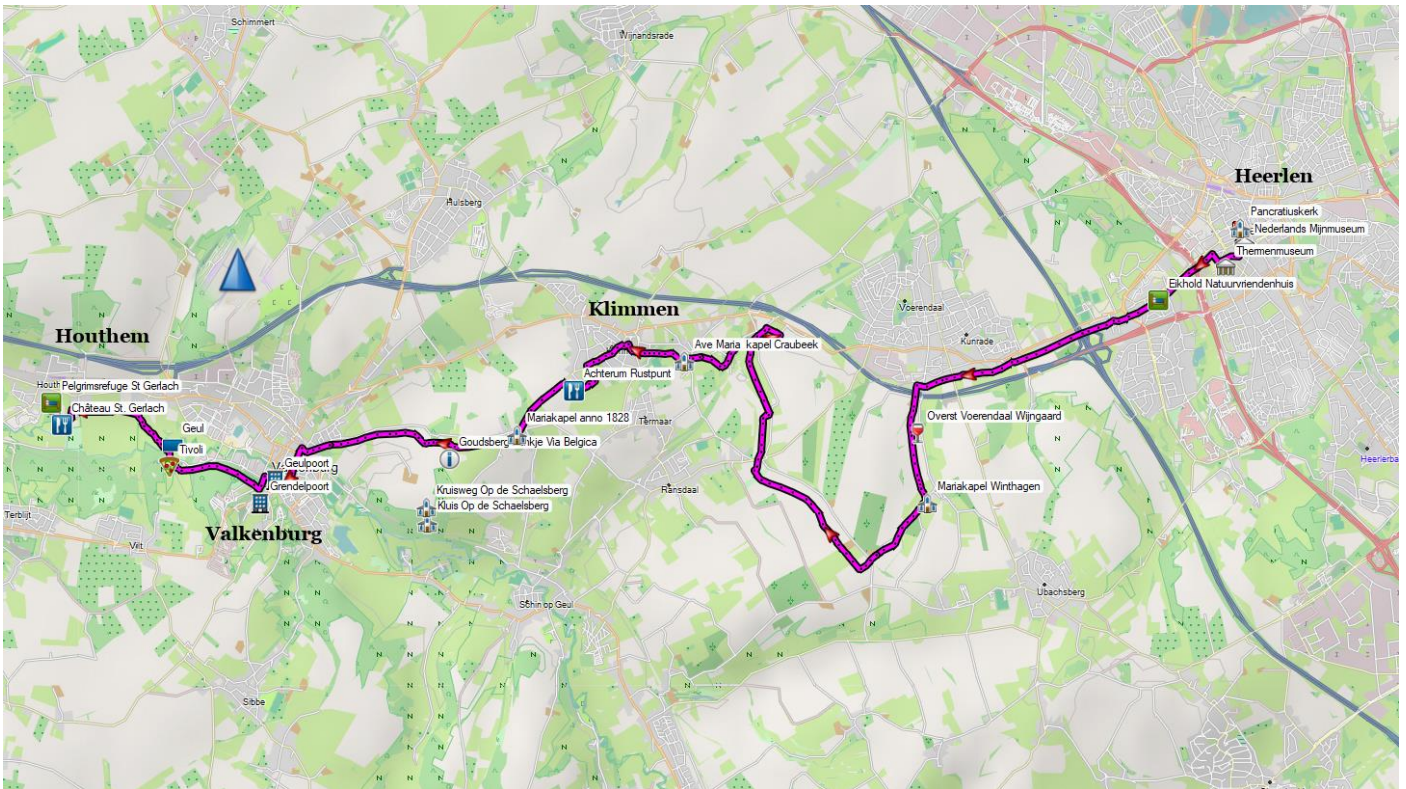 Schimmert
Wijnandsrade
Heerlen
Pancratiuskerk
Nederlands Mijnmuseum
Themenmuseum
Hulsberg
Eikhold Natuurvriendenhuis
Klimmen
Voerendaal
Houthem
Kunrade
Ave Maria kapel Craubeek
Achterum Rustpunt
Pelgrimsrefuge St Gerlach
Château St. Gerlach
Mariakapel anno 1828
Overst Voerendaal Wijngaard
Termaar
Geul
Tivoli
Geulpoort
Grendelpoort
Via Belgica
Ransdaal
Mariakapel Winthagen
Kruisweg Op de Schaelsberg
Kluis Op de Schaelsberg
Terblijt
Vilt
Valkenburg
Ubachsberg
Schin op Geul
Sibbe